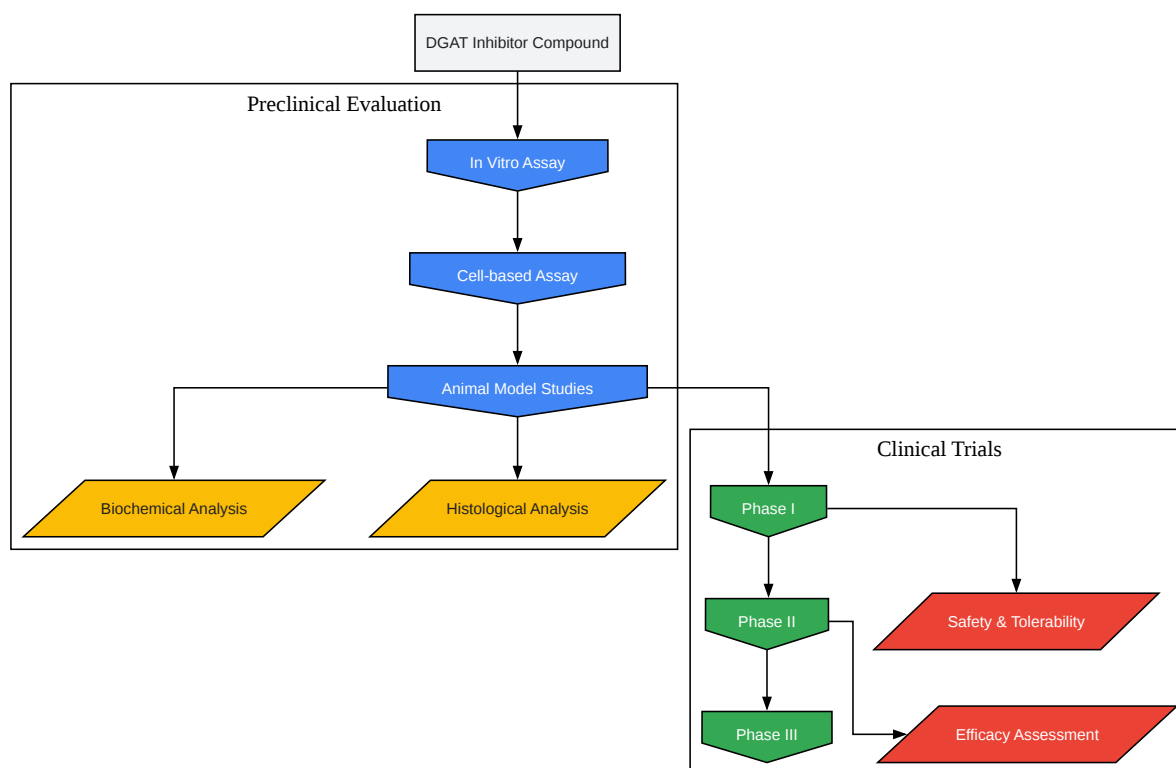 DGAT Inhibitor Compound
Preclinical Evaluation
In Vitro Assay
Cell-based Assay
Animal Model Studies
Biochemical Analysis
Histological Analysis
Clinical Trials
Phase I
Phase II
Safety & Tolerability
Phase III
Efficacy Assessment